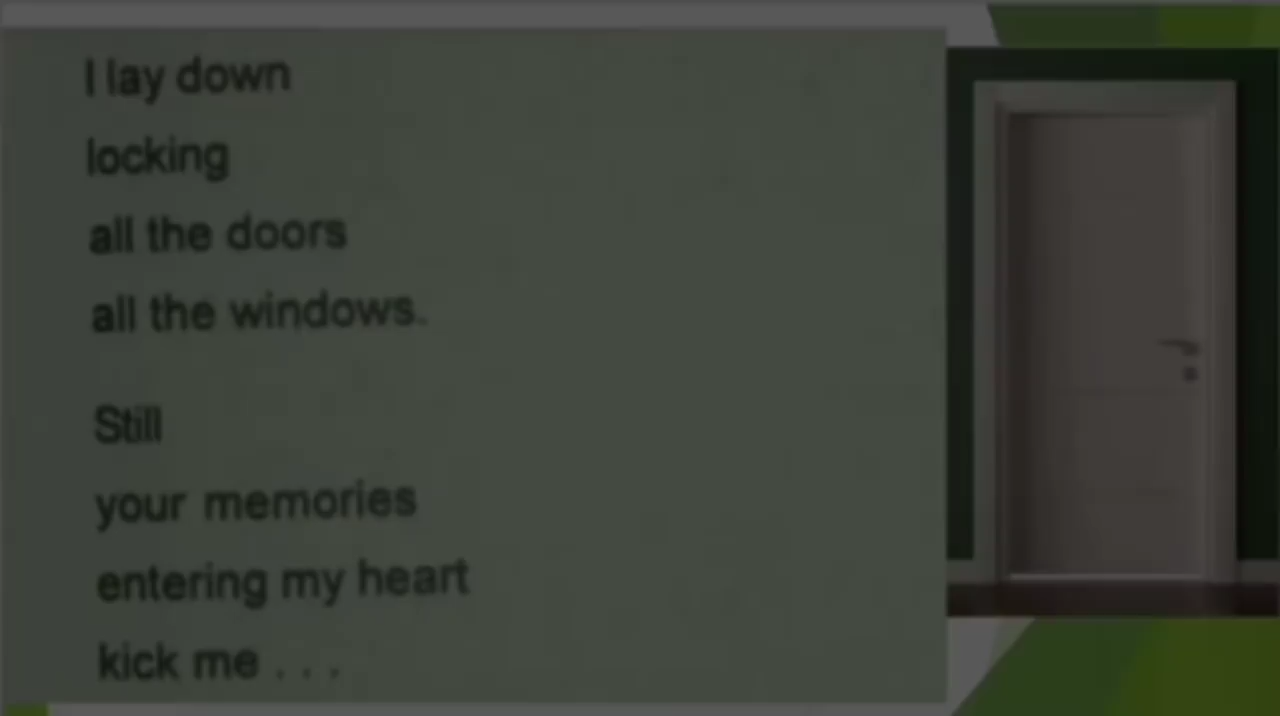 I lay down
locking
all the doors
all the windows.
Still
your memories
entering my heart
kick me . . .